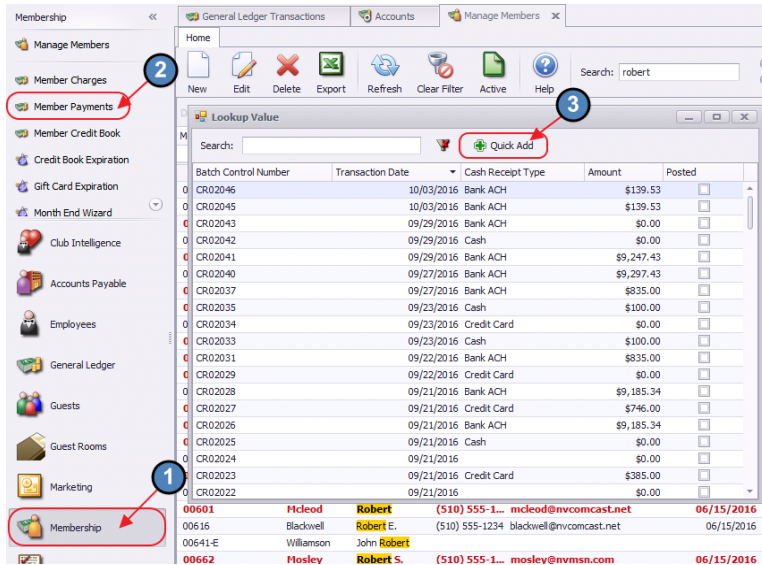 Membership «
General Ledger Transactions Accounts Manage Members x
Manage Members
Home
Member Charges
2
Member Payments
Member Credit Book
Credit Book Expiration
Gift Card Expiration
Month End Wizard
Club Intelligence
Accounts Payable
Employees
General Ledger
Guests
Guest Rooms
Marketing
1
Membership
New Edit Delete Export Refresh Clear Filter Active Help
Search: robert
3
Lookup Value
Search: Quick Add
Batch Control Number Transaction Date Cash Receipt Type Amount Posted
CR02046 10/03/2016 Bank ACH $139.53
CR02045 10/03/2016 Bank ACH $139.53
CR02043 09/29/2016 Bank ACH $0.00
CR02042 09/29/2016 Cash $0.00
CR02041 09/29/2016 Bank ACH $9,247.43
CR02040 09/27/2016 Bank ACH $9,297.43
CR02037 09/27/2016 Bank ACH $835.00
CR02035 09/23/2016 Cash $100.00
CR02034 09/23/2016 Credit Card $0.00
CR02033 09/23/2016 Cash $100.00
CR02031 09/22/2016 Bank ACH $835.00
CR02029 09/22/2016 Credit Card $0.00
CR02028 09/21/2016 Bank ACH $9,185.34
CR02027 09/21/2016 Credit Card $746.00
CR02026 09/21/2016 Bank ACH $9,185.34
CR02025 09/21/2016 Cash $0.00
CR02024 09/21/2016 $0.00
CR02023 09/21/2016 Credit Card $385.00
CR02022 09/21/2016 $0.00
00601 Mcleod Robert (510) 555-1... mcleod@nvcomcast.net 06/15/2016
00616 Blackwell Robert E. (510) 555-1234 blackwell@nvcomcast.net 06/15/2016
00641-E Williamson John Robert
00662 Mosley Robert S. (510) 555-1... mosley@nvmsn.com 06/15/2016